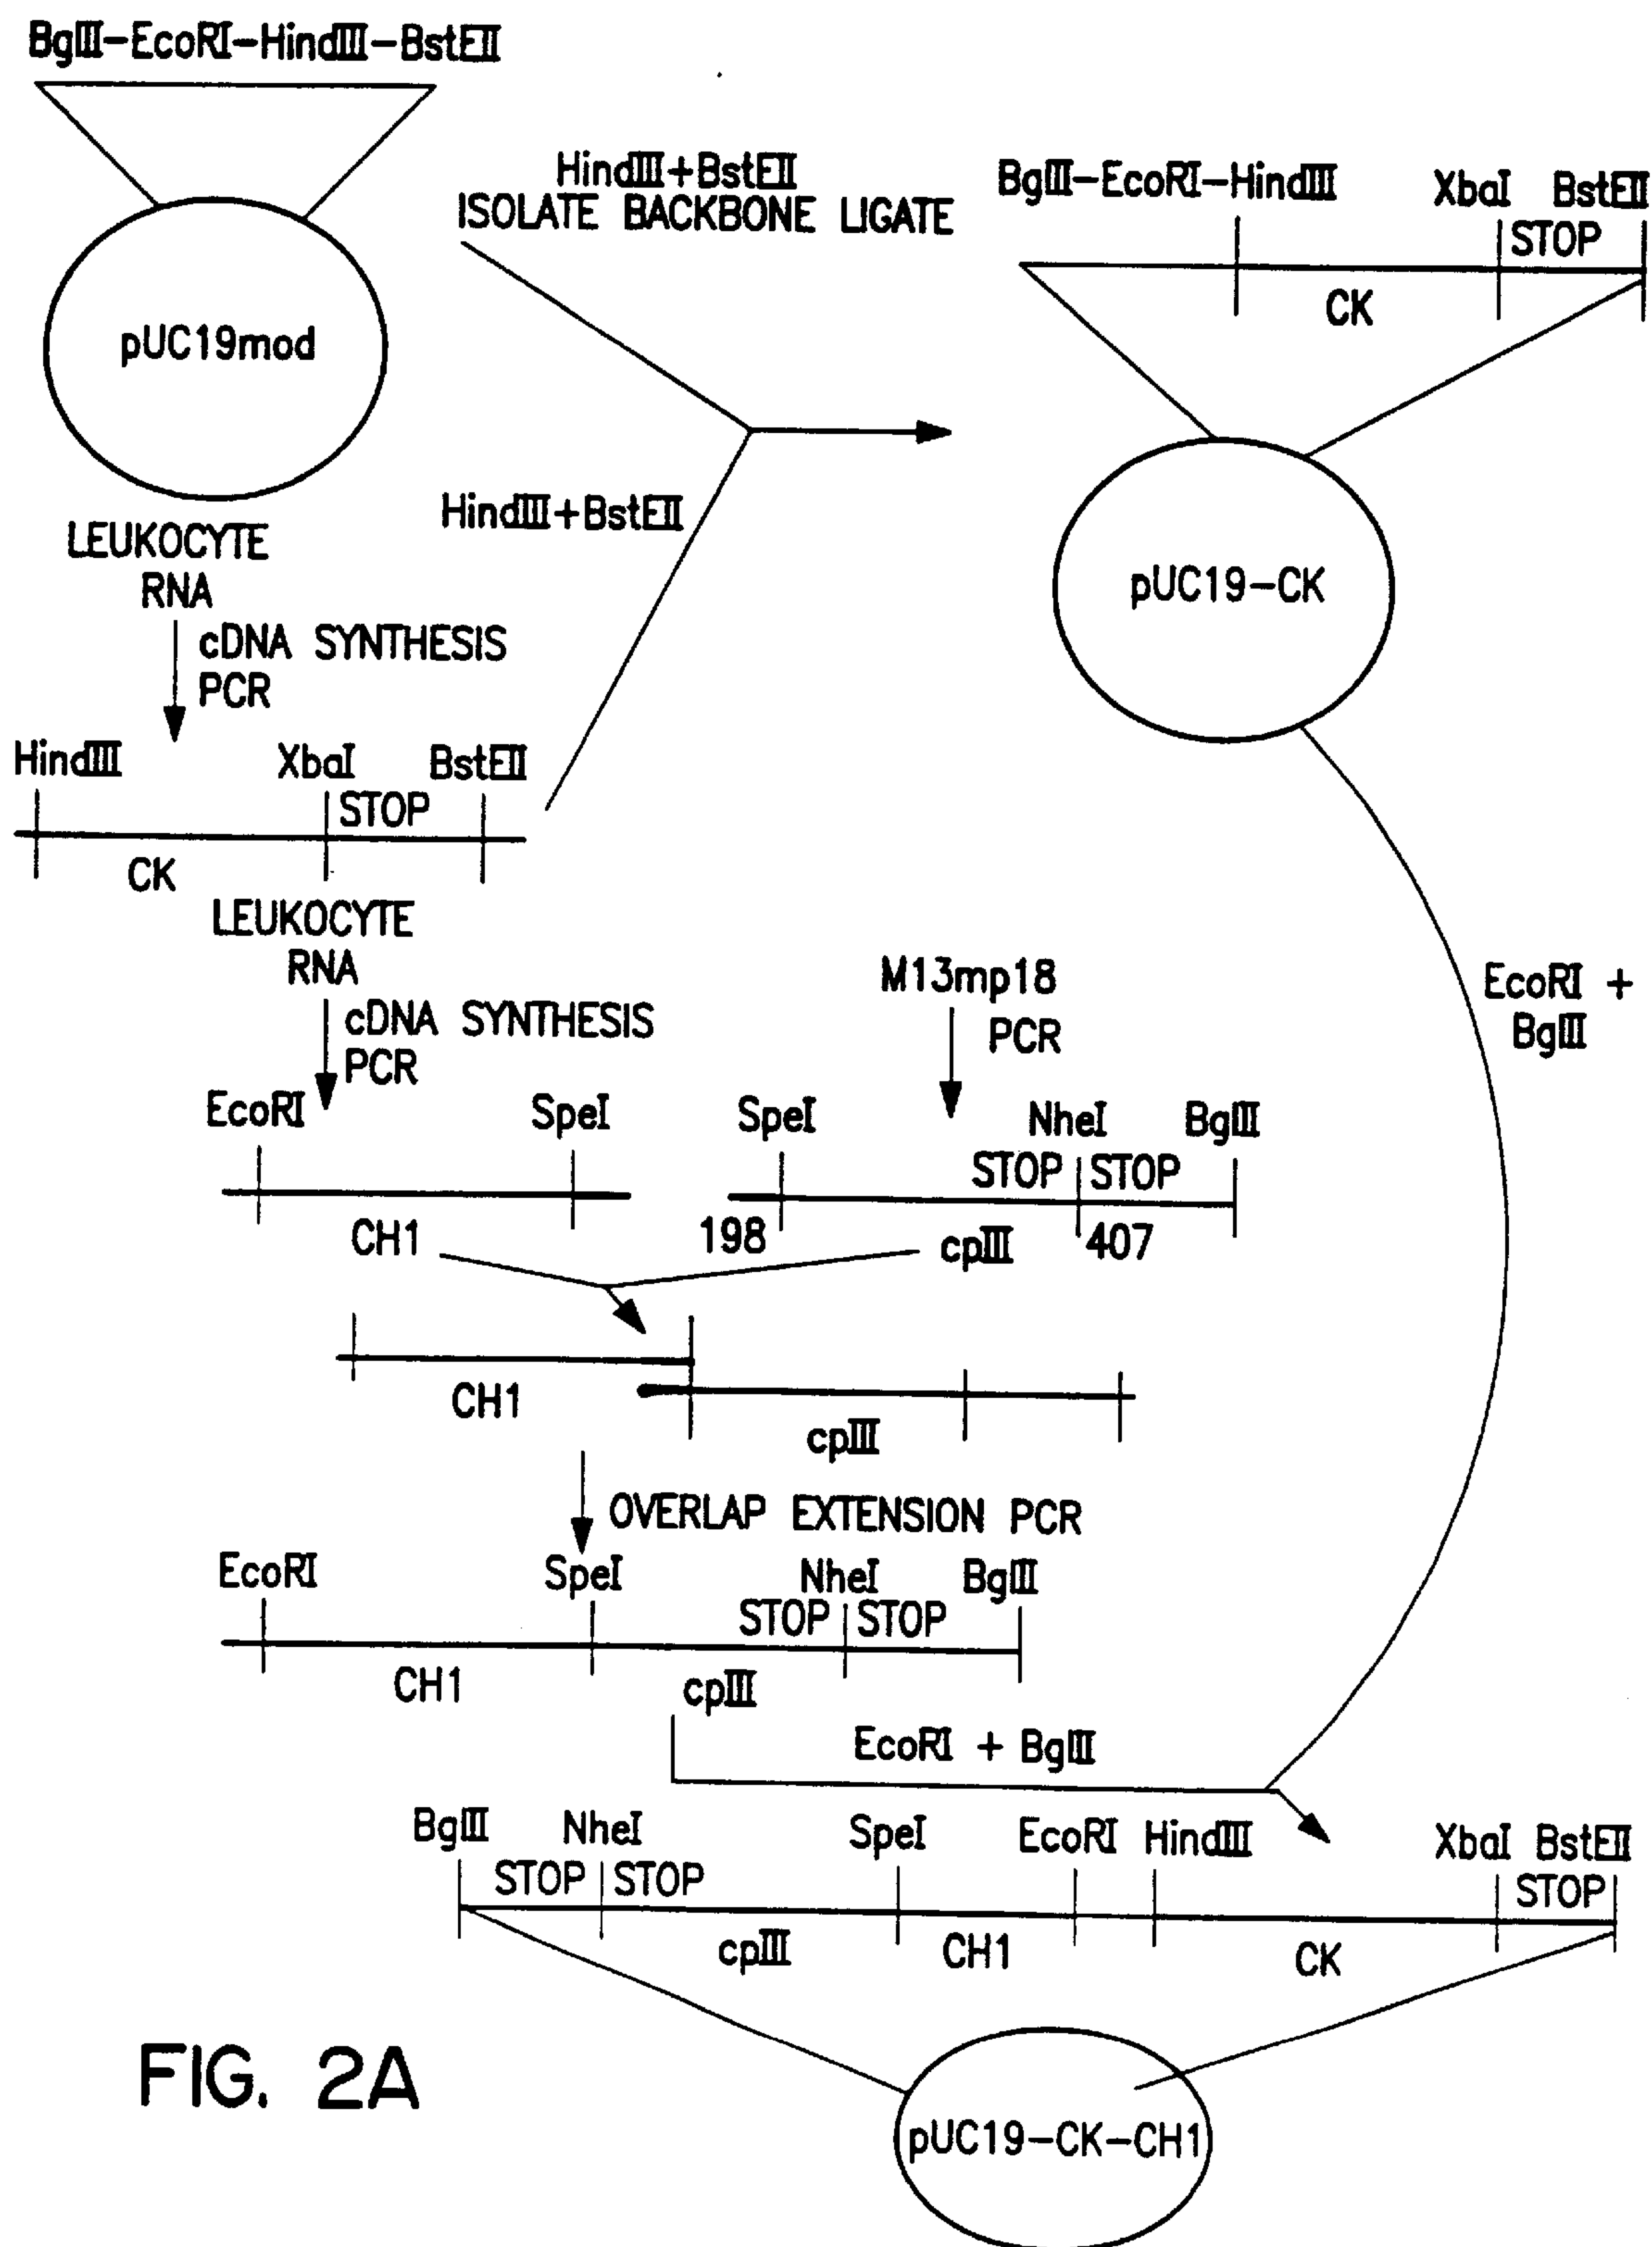 BglII-EcoRI-HindIII-BstEII
pUC19mod
HindIII+BstEII
ISOLATE BACKBONE LIGATE
BglII-EcoRI-HindIII
XbaI BstEII
STOP
CK
pUC19-CK
HindIII+BstEII
LEUKOCYTE
RNA
cDNA SYNTHESIS
PCR
HindIII XbaI BstEII
STOP
CK
LEUKOCYTE
RNA
cDNA SYNTHESIS
PCR
M13mp18
PCR
EcoRI +
BglII
EcoRI SpeI
CH1
SpeI NheI BglII
STOP STOP
198 cpIII 407
CH1
cpIII
OVERLAP EXTENSION PCR
EcoRI SpeI NheI BglII
STOP STOP
CH1 cpIII
EcoRI + BglII
BglII NheI SpeI EcoRI HindIII XbaI BstEII
STOP STOP STOP
cpIII CH1 CK
pUC19-CK-CH1
FIG. 2A